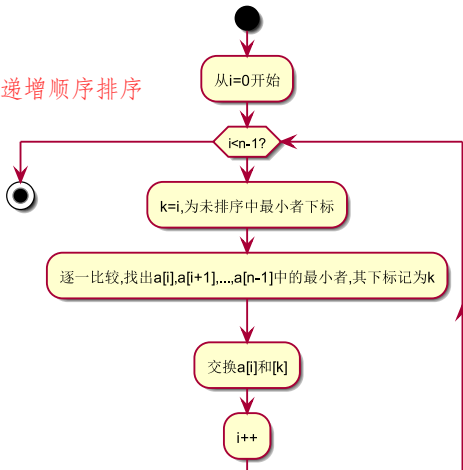 从i=0开始
递增顺序排序
i<n-1?
k=i,为未排序中最小者下标
逐一比较,找出a[i],a[i+1],...,a[n-1]中的最小者,其下标记为k
交换a[i]和[k]
i++